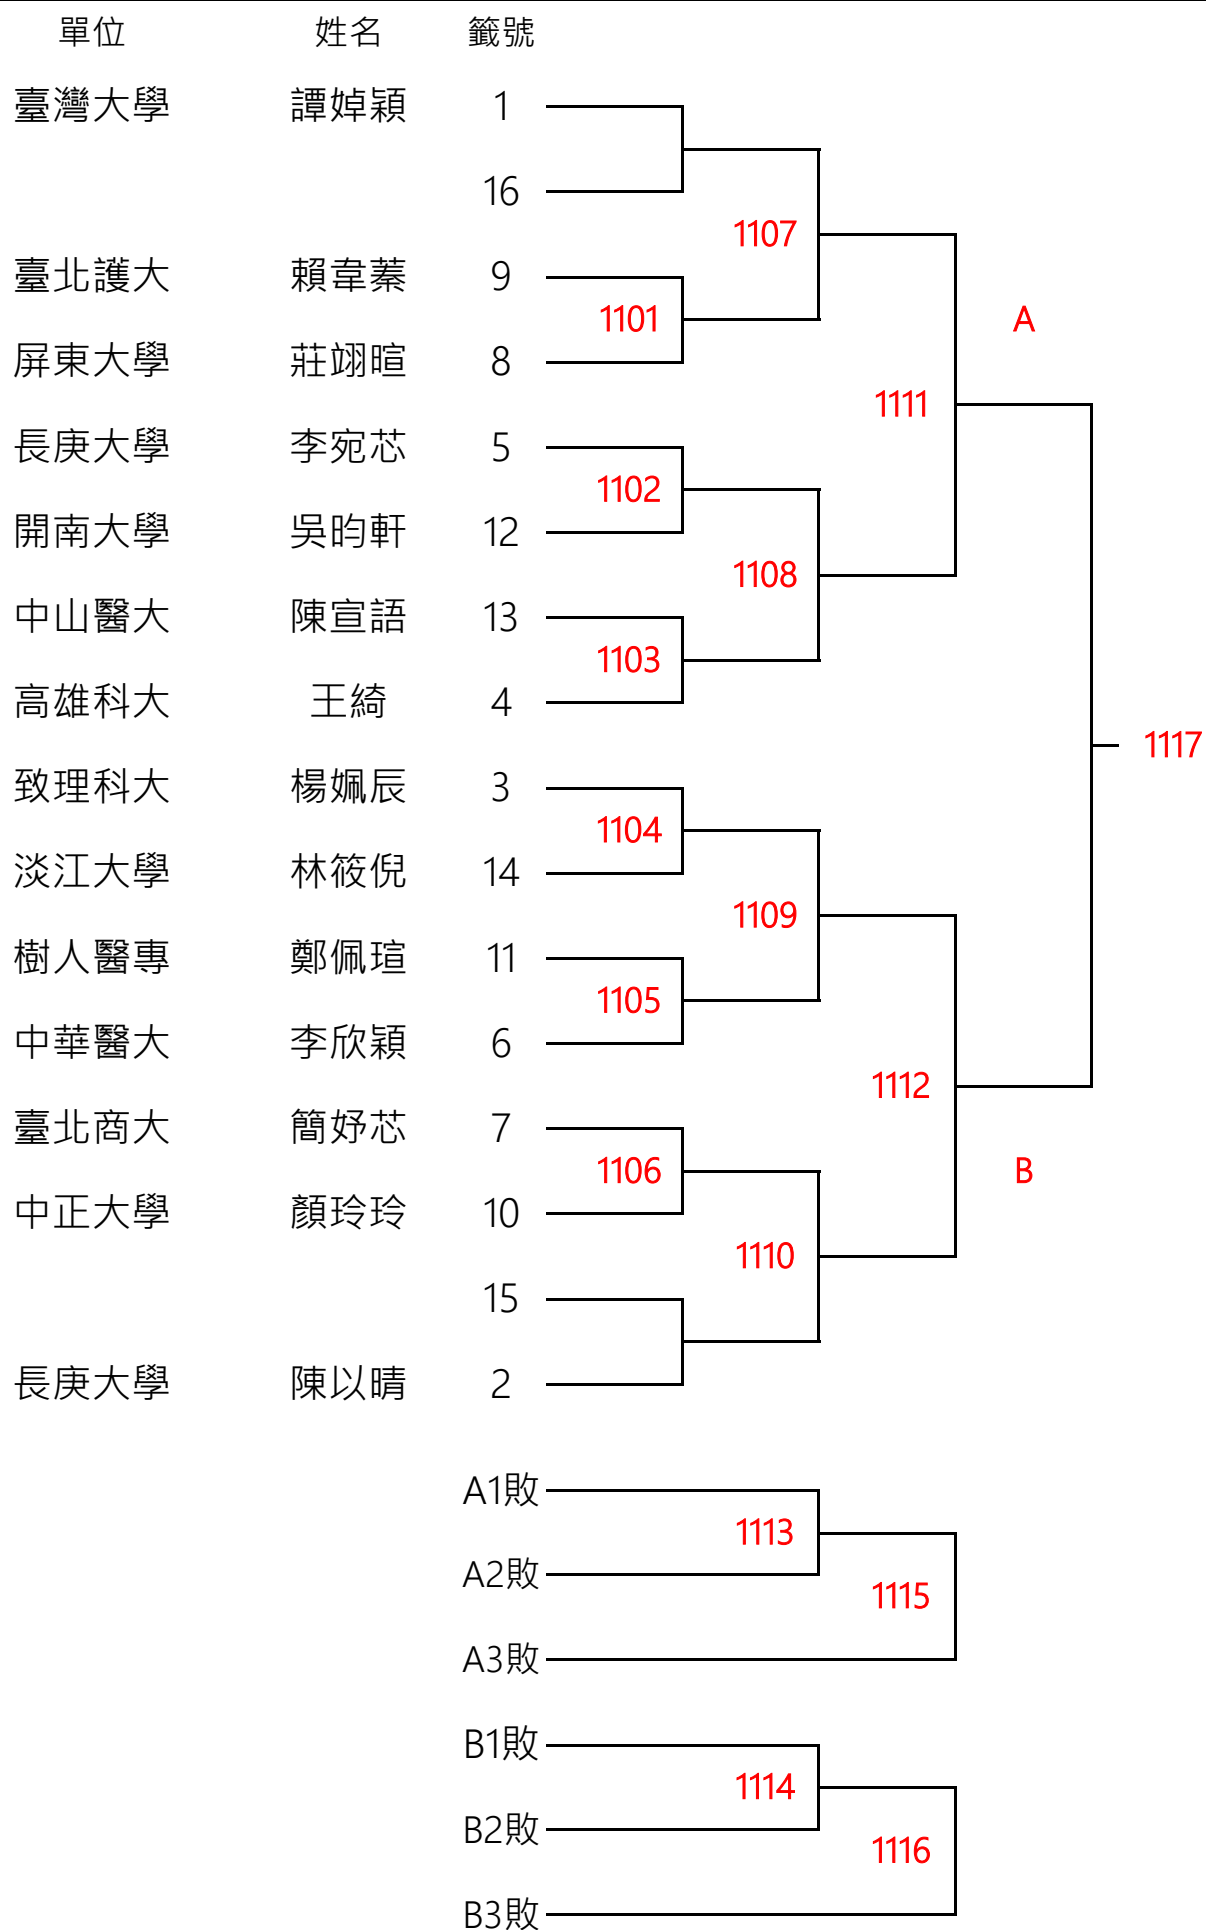 單位 姓名 籤號
臺灣大學 譚婥穎 1
16
1107
臺北護大 賴韋蓁 9
1101 A
屏東大學 莊翊暄 8
1111
長庚大學 李宛芯 5
1102
開南大學 吳昀軒 12
1108
中山醫大 陳宣語 13
1103
高雄科大 王綺 4
1117
致理科大 楊姵辰 3
1104
淡江大學 林筱倪 14
1109
樹人醫專 鄭佩瑄 11
1105
中華醫大 李欣穎 6
1112
臺北商大 簡妤芯 7
1106 B
中正大學 顏玲玲 10
1110
15
長庚大學 陳以晴 2
A1敗
1113
A2敗
1115
A3敗
B1敗
1114
B2敗
1116
B3敗